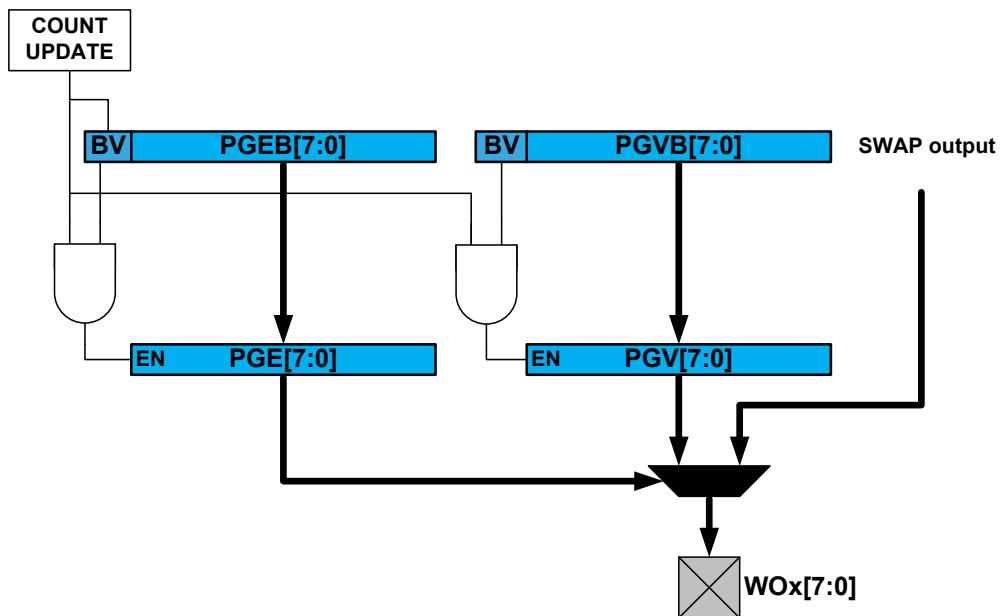 COUNT
UPDATE
BV PGEB[7:0]
BV PGVB[7:0]
SWAP output
EN PGE[7:0]
EN PGV[7:0]
WOx[7:0]